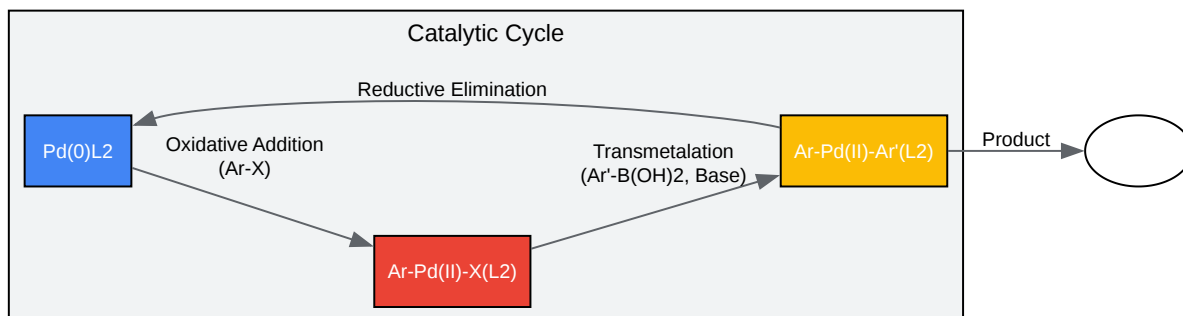 Catalytic Cycle
Reductive Elimination
Pd(0)L2
Oxidative Addition
(Ar-X)
Transmetalation
(Ar'-B(OH)2, Base)
Ar-Pd(II)-Ar'(L2)
Product
Ar-Pd(II)-X(L2)